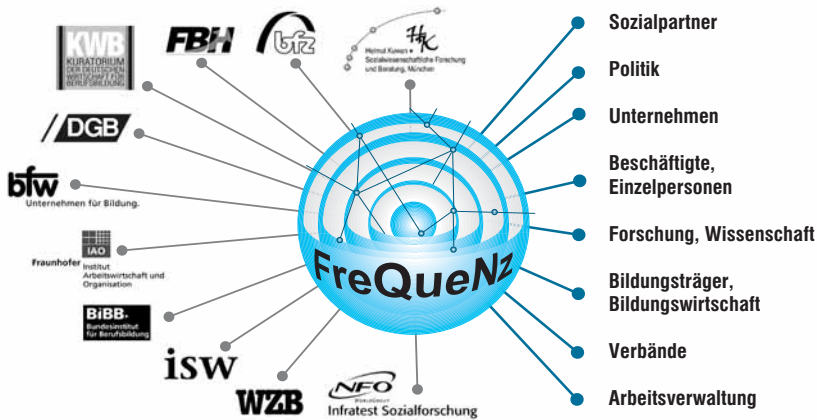 KWB
KURATORIUM
DER DEUTSCHEN
WIRTSCHAFT FÜR
BERUFSBILDUNG
FBH
bfz
HK
Helmut Kuwan •
Sozialwissenschaftliche Forschung
und Beratung, München
DGB
bfw
Unternehmen für Bildung.
IAO
Fraunhofer Institut
Arbeitswirtschaft und
Organisation
BiBB.
Bundesinstitut
für Berufsbildung
isw
WZB
NFO
WORLDGROUP
Infratest Sozialforschung
FreQueNz
Sozialpartner
Politik
Unternehmen
Beschäftigte,
Einzelpersonen
Forschung, Wissenschaft
Bildungsträger,
Bildungswirtschaft
Verbände
Arbeitsverwaltung